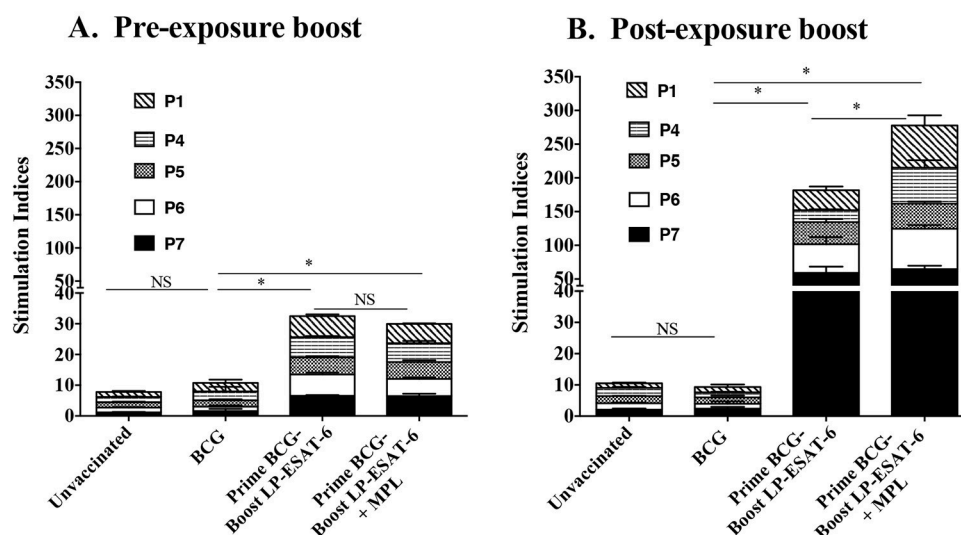 A. Pre-exposure boost
Stimulation Indices
350
300
250
200
150
100
50
40
30
20
10
0
P1
P4
P5
P6
P7
NS
*
*
NS
Unvaccinated
BCG
Prime BCG-
Boost LP-ESAT-6
Prime BCG-
Boost LP-ESAT-6
+ MPL
B. Post-exposure boost
Stimulation Indices
350
300
250
200
150
100
50
40
30
20
10
0
P1
P4
P5
P6
P7
*
*
*
NS
Unvaccinated
BCG
Prime BCG-
Boost LP-ESAT-6
Prime BCG-
Boost LP-ESAT-6
+ MPL